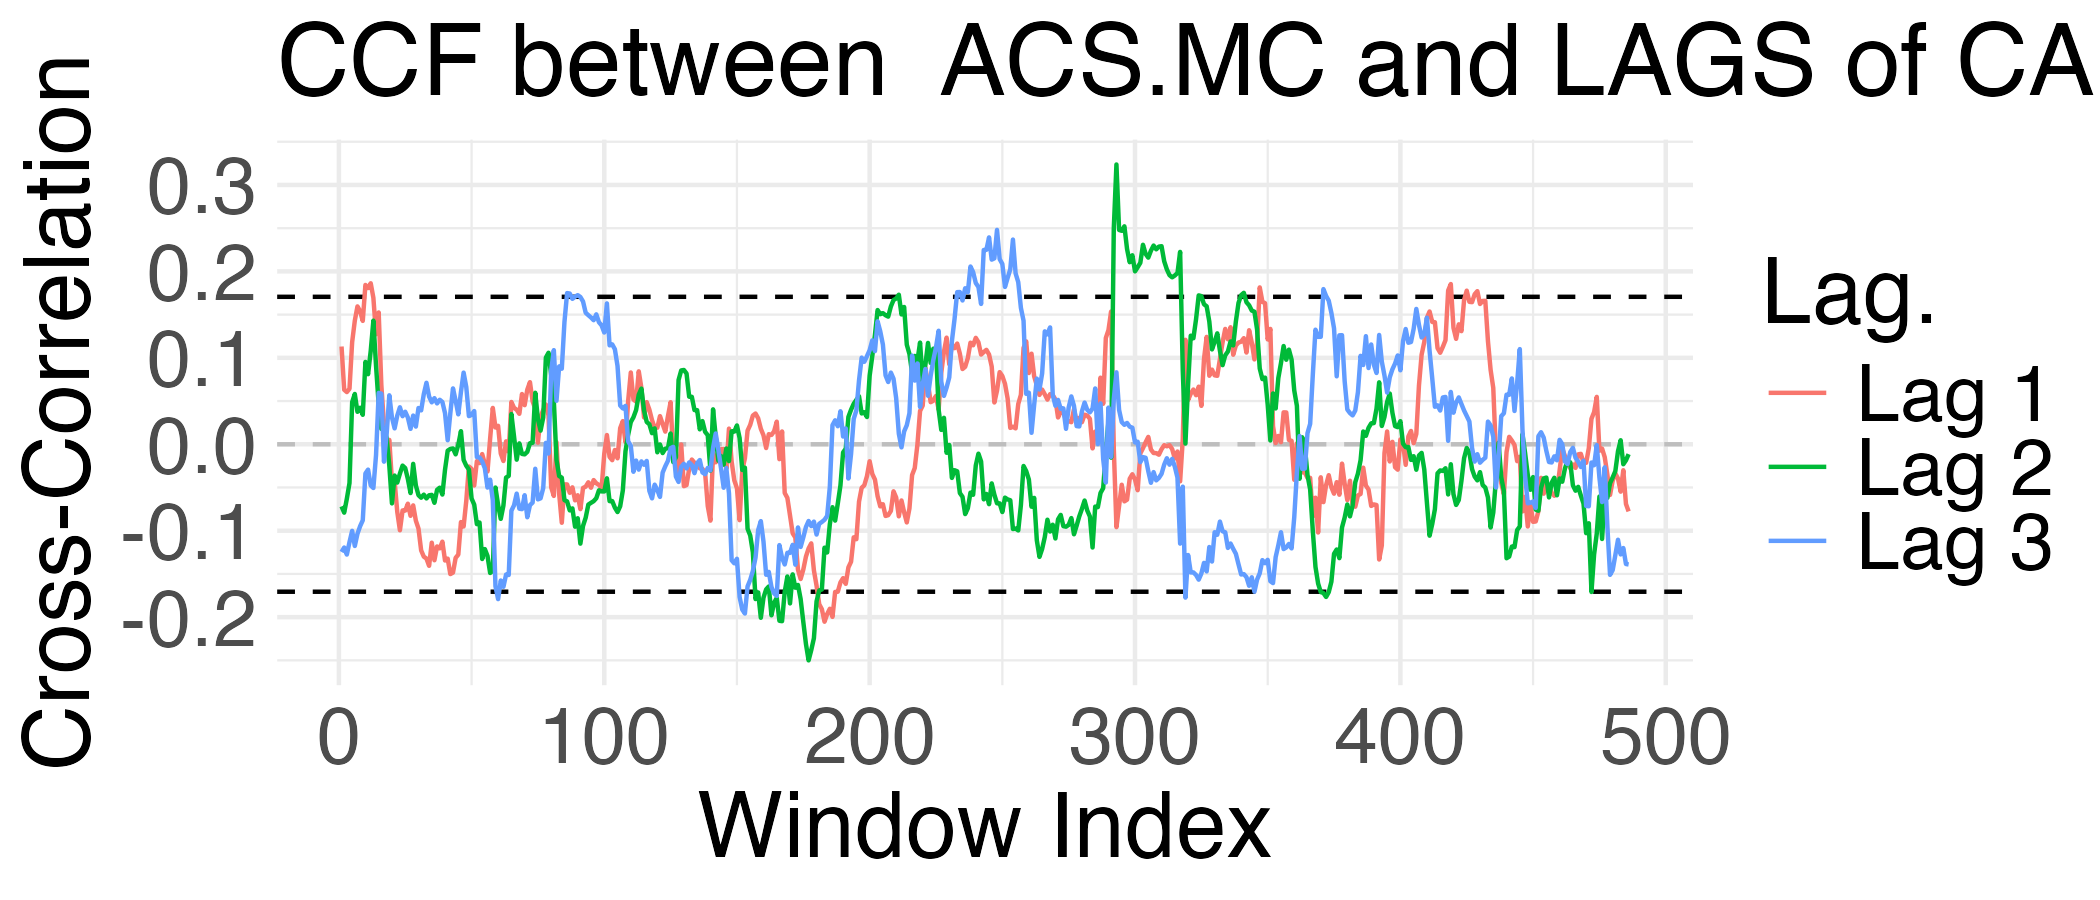 CCF between  ACS.MC and LAGS of CA
Cross-Correlation
0.3
0.2
0.1
0.0
-0.1
-0.2
0 100 200 300 400 500
Window Index
Lag.
Lag 1
Lag 2
Lag 3